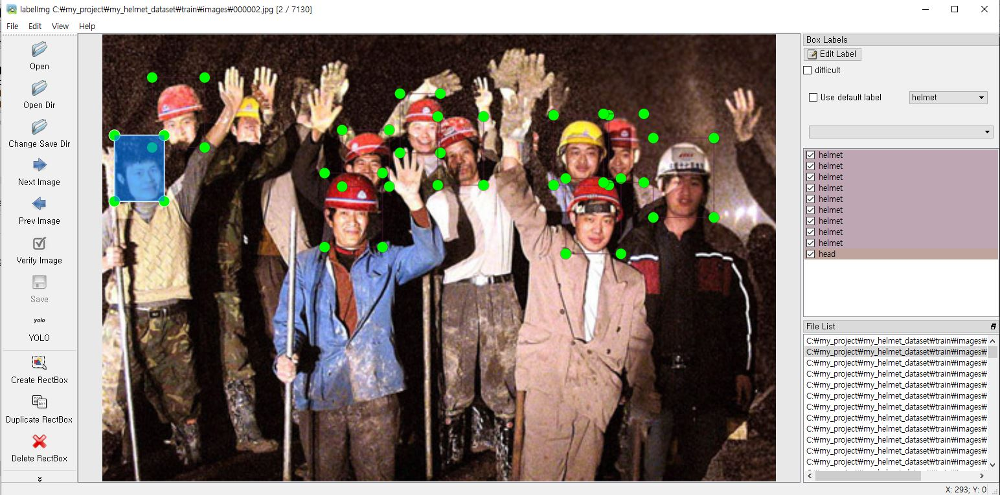 labelImg C:₩my_project₩my_helmet_dataset₩train₩images₩000002.jpg [2 / 7130]
File Edit View Help
Open
Open Dir
Change Save Dir
Next Image
Prev Image
Verify Image
Save
yolo
YOLO
Create RectBox
Duplicate RectBox
Delete RectBox
Box Labels
Edit Label
difficult
Use default label helmet
helmet
helmet
helmet
helmet
helmet
helmet
helmet
helmet
helmet
head
File List
C:₩my_project₩my_helmet_dataset₩train₩images₩
C:₩my_project₩my_helmet_dataset₩train₩images₩
C:₩my_project₩my_helmet_dataset₩train₩images₩
C:₩my_project₩my_helmet_dataset₩train₩images₩
C:₩my_project₩my_helmet_dataset₩train₩images₩
C:₩my_project₩my_helmet_dataset₩train₩images₩
C:₩my_project₩my_helmet_dataset₩train₩images₩
C:₩my_project₩my_helmet_dataset₩train₩images₩
C:₩my_project₩my_helmet_dataset₩train₩images₩
C:₩my_project₩my_helmet_dataset₩train₩images₩
C:₩my_project₩my_helmet_dataset₩train₩images₩
C:₩my_project₩my_helmet_dataset₩train₩images₩
X: 293; Y: 0